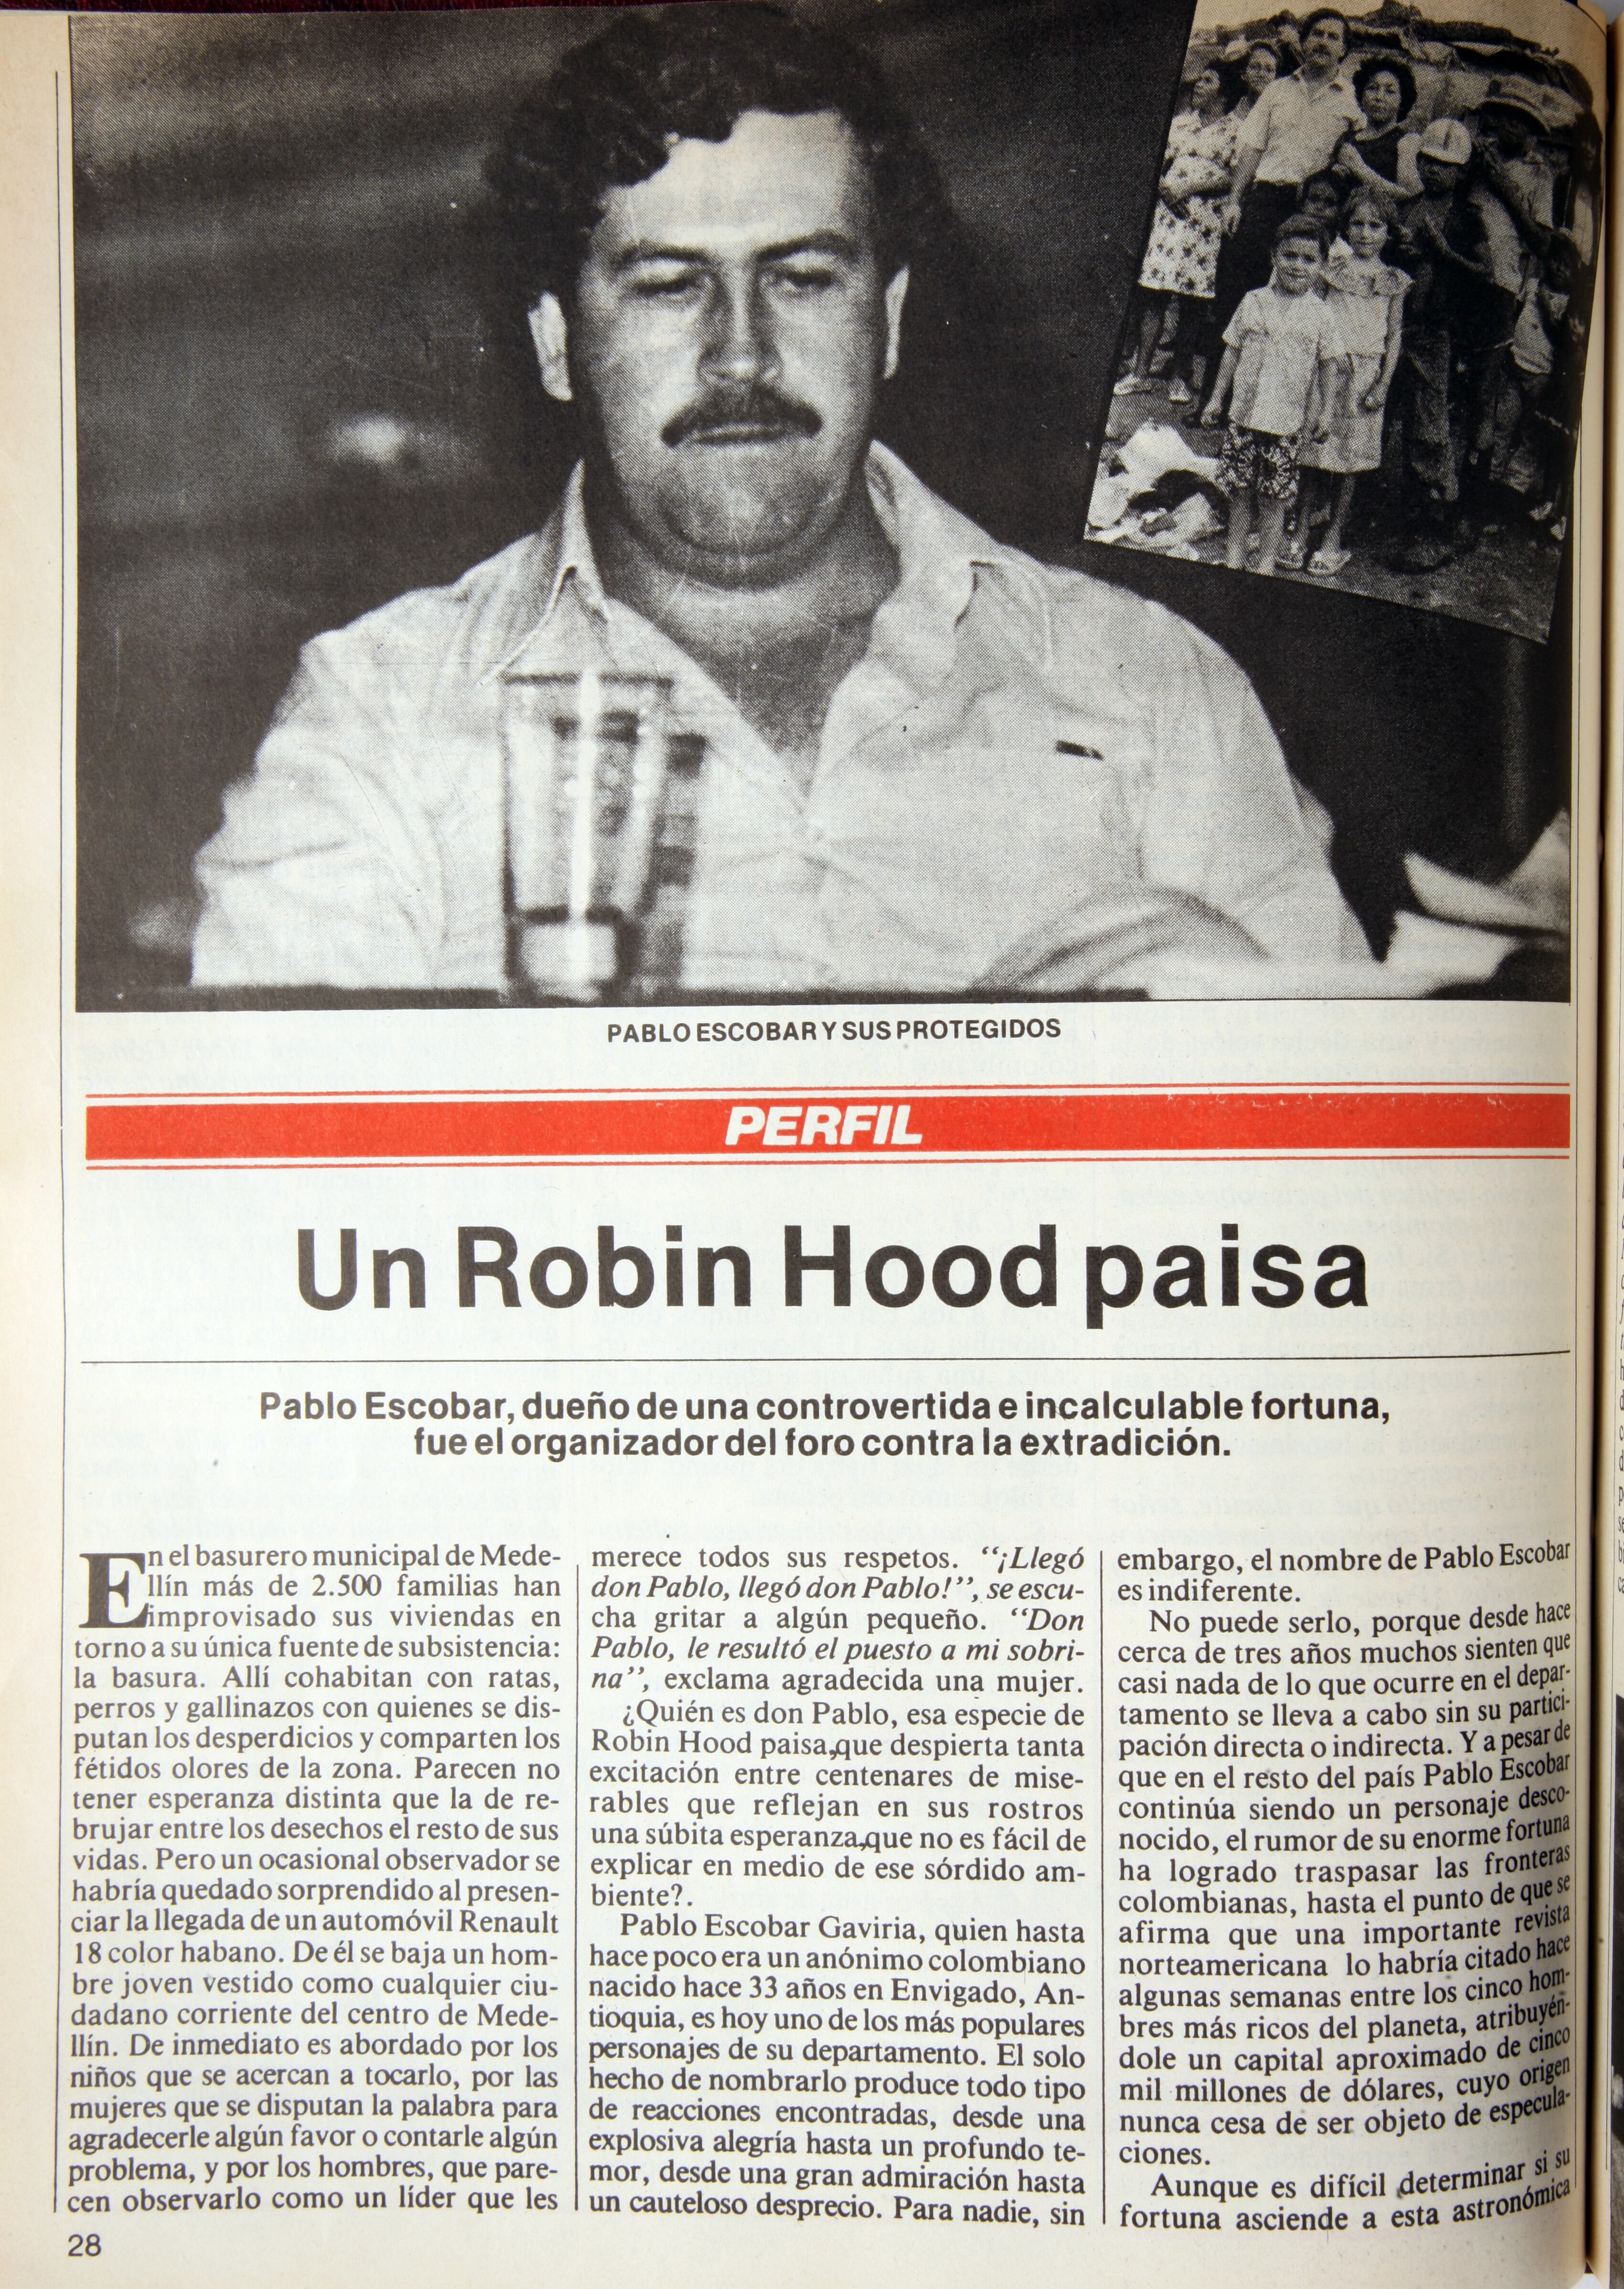 PABLO ESCOBAR Y SUS PROTEGIDOS
PERFIL
Un Robin Hood paisa
Pablo Escobar, dueño de una controvertida e incalculable fortuna,
fue el organizador del foro contra la extradición.
En el basurero municipal de Mede-
llín más de 2.500 familias han
improvisado sus viviendas en
torno a su única fuente de subsistencia:
la basura. Allí cohabitan con ratas,
perros y gallinazos con quienes se dis-
putan los desperdicios y comparten los
fétidos olores de la zona. Parecen no
tener esperanza distinta que la de re-
brujar entre los desechos el resto de sus
vidas. Pero un ocasional observador se
habría quedado sorprendido al presen-
ciar la llegada de un automóvil Renault
18 color habano. De él se baja un hom-
bre joven vestido como cualquier ciu-
dadano corriente del centro de Mede-
llín. De inmediato es abordado por los
niños que se acercan a tocarlo, por las
mujeres que se disputan la palabra para
agradecerle algún favor o contarle algún
problema, y por los hombres, que pare-
cen observarlo como un líder que les
merece todos sus respetos. “¡Llegó
don Pablo, llegó don Pablo!”, se escu-
cha gritar a algún pequeño. “Don
Pablo, le resultó el puesto a mi sobri-
na”, exclama agradecida una mujer.
¿Quién es don Pablo, esa especie de
Robin Hood paisa, que despierta tanta
excitación entre centenares de mise-
rables que reflejan en sus rostros
una súbita esperanza, que no es fácil de
explicar en medio de ese sórdido am-
biente?.
Pablo Escobar Gaviria, quien hasta
hace poco era un anónimo colombiano
nacido hace 33 años en Envigado, An-
tioquia, es hoy uno de los más populares
personajes de su departamento. El solo
hecho de nombrarlo produce todo tipo
de reacciones encontradas, desde una
explosiva alegría hasta un profundo te-
mor, desde una gran admiración hasta
un cauteloso desprecio. Para nadie, sin
embargo, el nombre de Pablo Escobar
es indiferente.
No puede serlo, porque desde hace
cerca de tres años muchos sienten que
casi nada de lo que ocurre en el depar-
tamento se lleva a cabo sin su partici-
pación directa o indirecta. Y a pesar de
que en el resto del país Pablo Escobar
continúa siendo un personaje desco-
nocido, el rumor de su enorme fortuna
ha logrado traspasar las fronteras
colombianas, hasta el punto de que se
afirma que una importante revista
norteamericana lo habría citado hace
algunas semanas entre los cinco hom-
bres más ricos del planeta, atribuyén-
dole un capital aproximado de cinco
mil millones de dólares, cuyo origen
nunca cesa de ser objeto de especula-
ciones.
Aunque es difícil determinar si su
fortuna asciende a esta astronómica
28